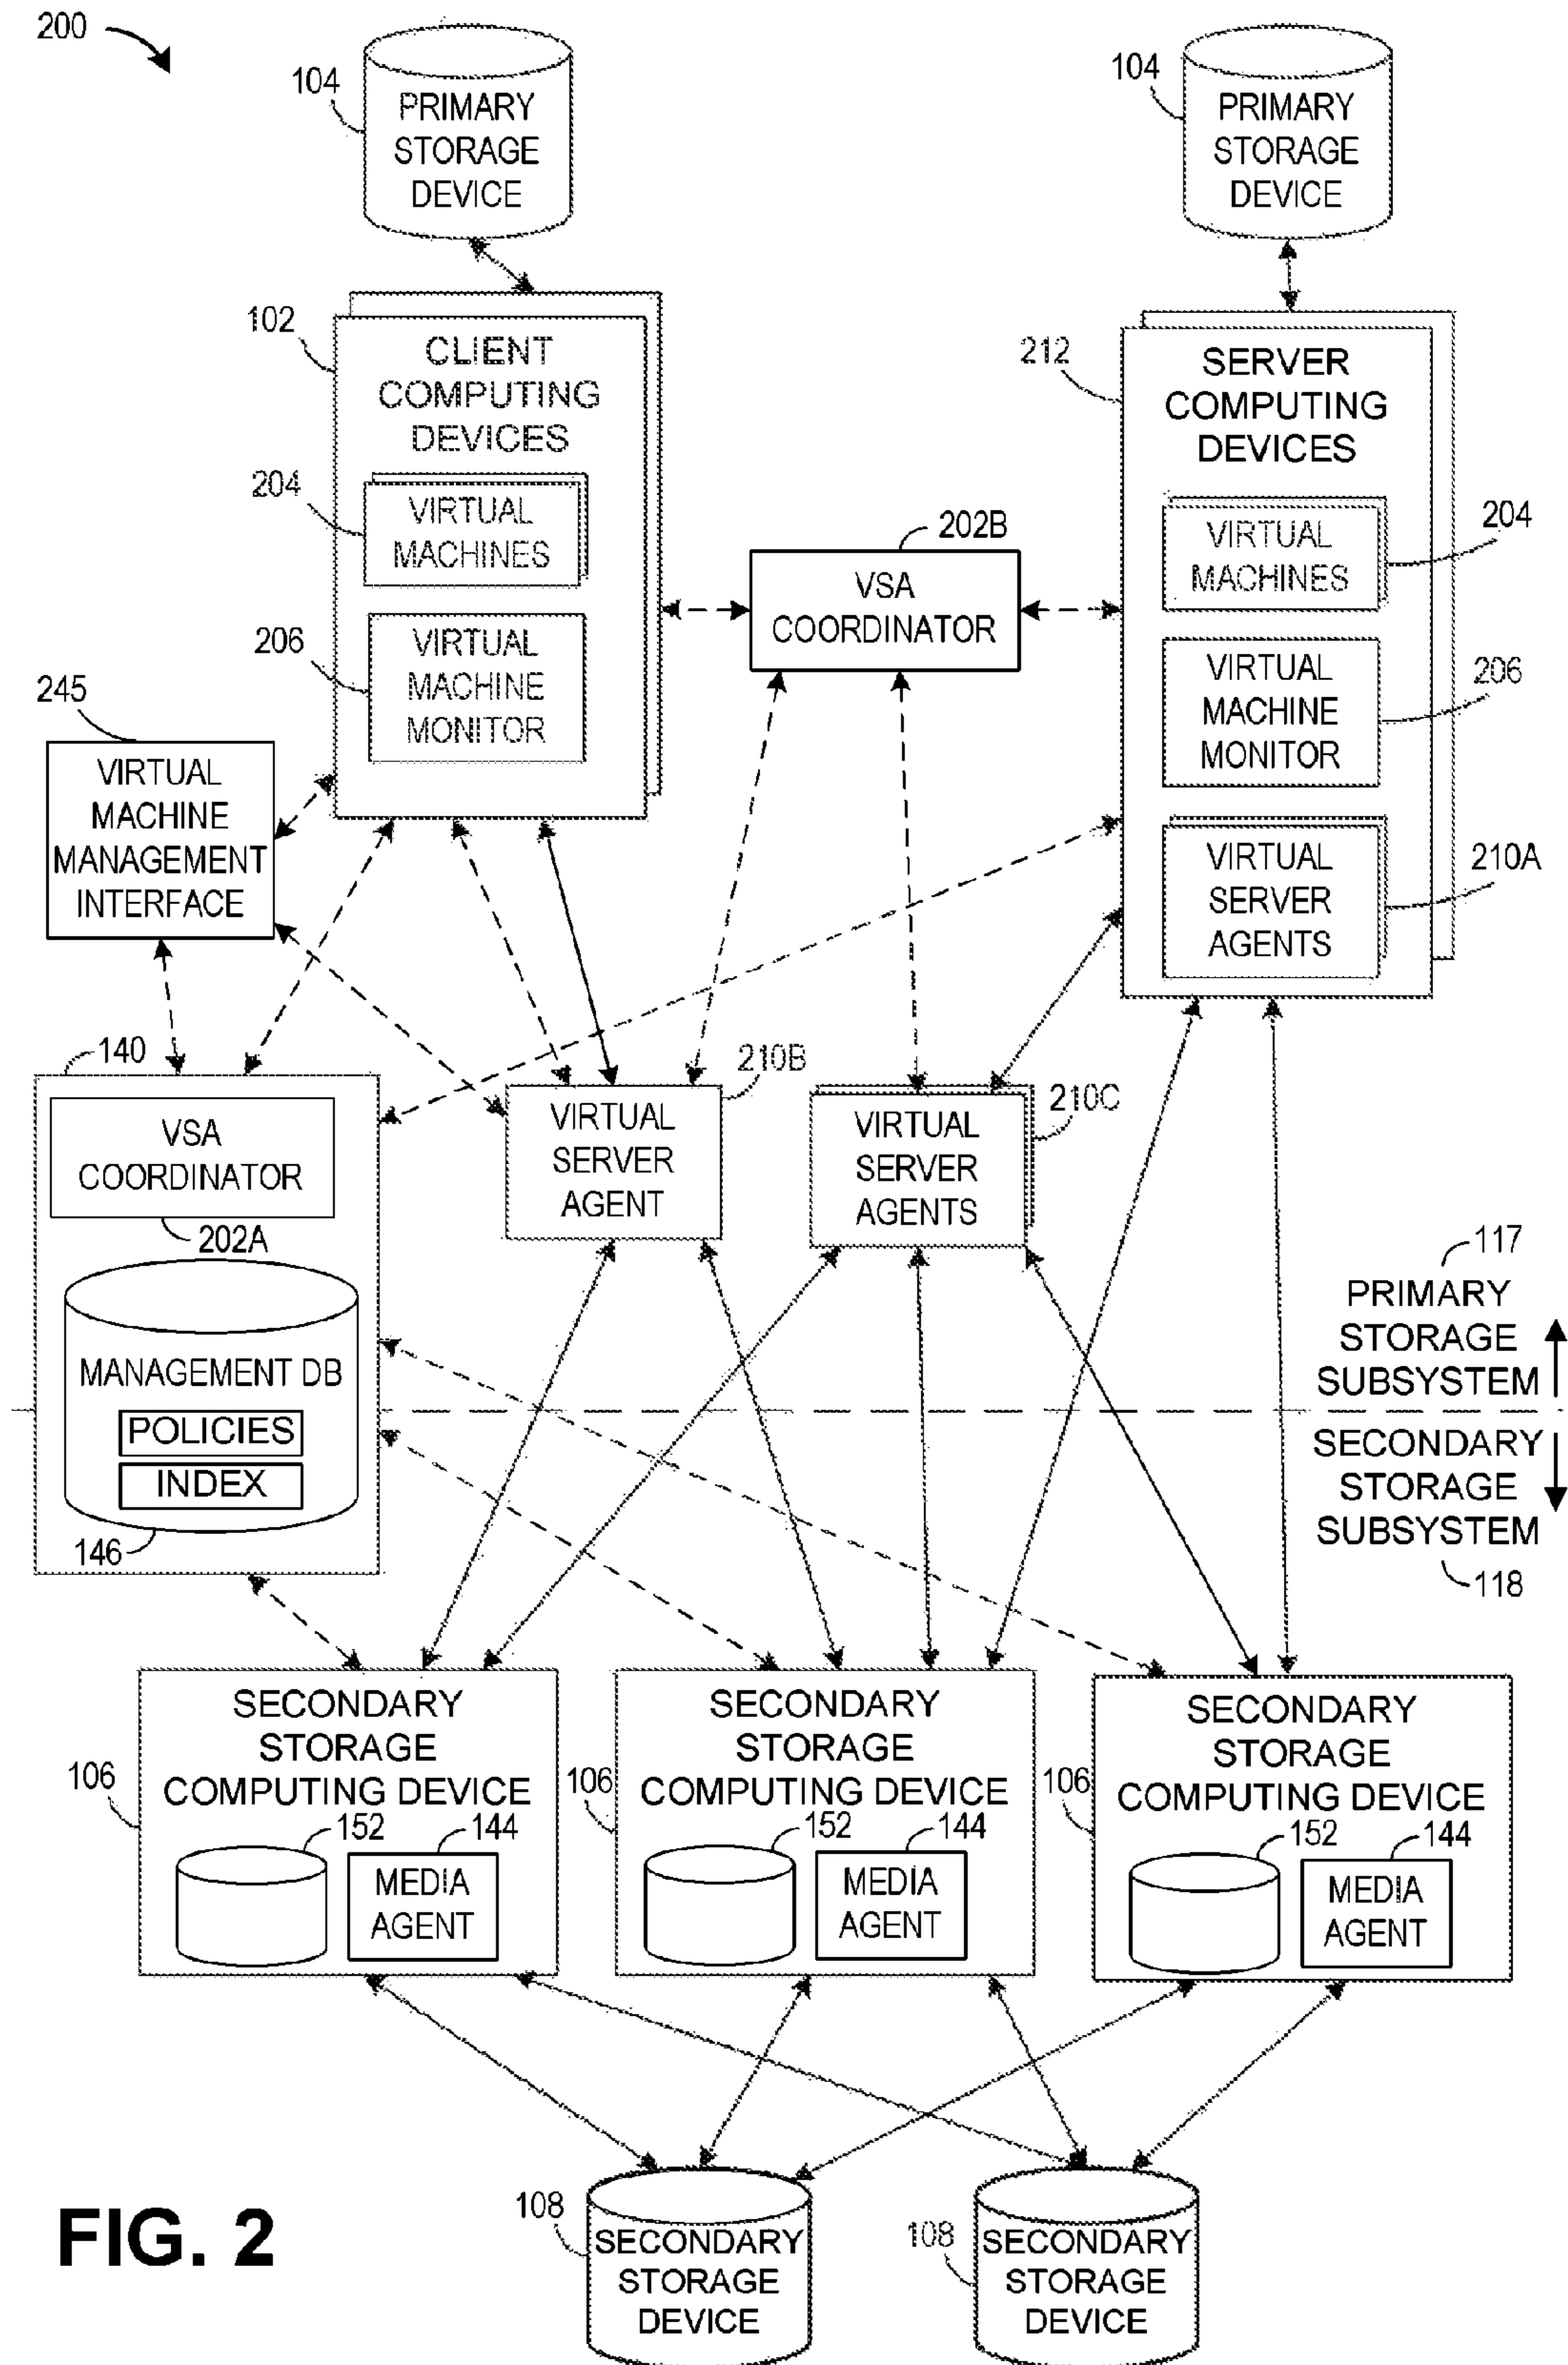 200
104
PRIMARY
STORAGE
DEVICE
104
PRIMARY
STORAGE
DEVICE
102
CLIENT
COMPUTING
DEVICES
204
VIRTUAL
MACHINES
206
VIRTUAL
MACHINE
MONITOR
202B
VSA
COORDINATOR
212
SERVER
COMPUTING
DEVICES
VIRTUAL
MACHINES
204
VIRTUAL
MACHINE
MONITOR
206
VIRTUAL
SERVER
AGENTS
210A
245
VIRTUAL
MACHINE
MANAGEMENT
INTERFACE
140
VSA
COORDINATOR
202A
MANAGEMENT DB
POLICIES
INDEX
146
210B
VIRTUAL
SERVER
AGENT
210C
VIRTUAL
SERVER
AGENTS
117
PRIMARY
STORAGE
SUBSYSTEM
SECONDARY
STORAGE
SUBSYSTEM
118
106
SECONDARY
STORAGE
COMPUTING DEVICE
152
144
MEDIA
AGENT
106
SECONDARY
STORAGE
COMPUTING DEVICE
152
144
MEDIA
AGENT
106
SECONDARY
STORAGE
COMPUTING DEVICE
152
144
MEDIA
AGENT
108
SECONDARY
STORAGE
DEVICE
108
SECONDARY
STORAGE
DEVICE
FIG. 2